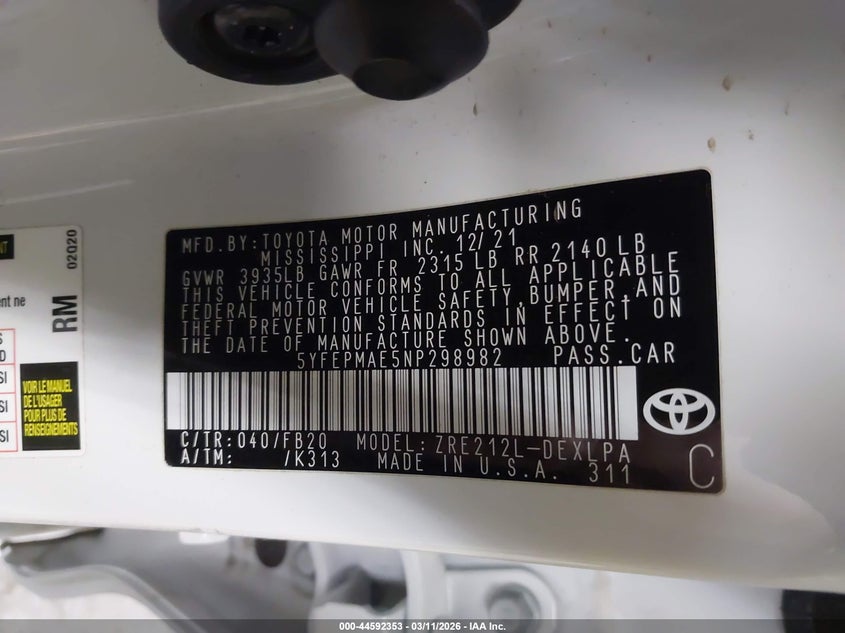 MFD.BY:TOYOTA MOTOR MANUFACTURING
MISSISSIPPI INC. 12/21
GVWR 3935LB GAWR FR 2315 LB RR 2140 LB
THIS VEHICLE CONFORMS TO ALL APPLICABLE
FEDERAL MOTOR VEHICLE SAFETY,BUMPER,AND
THEFT PREVENTION STANDARDS IN EFFECT ON
THE DATE OF MANUFACTURE SHOWN ABOVE.
5YFEPMAE5NP298982 PASS.CAR
C/TR:040/FB20 MODEL:ZRE212L-DEXLPA
A/TM: /K313 MADE IN U.S.A. 311
C
RM
02020
ent ne
VOIR LE MANUEL
DE L'USAGER
POUR PLUS DE
RENSEIGNEMENTS
000-44592353 - 03/11/2026 - IAA Inc.